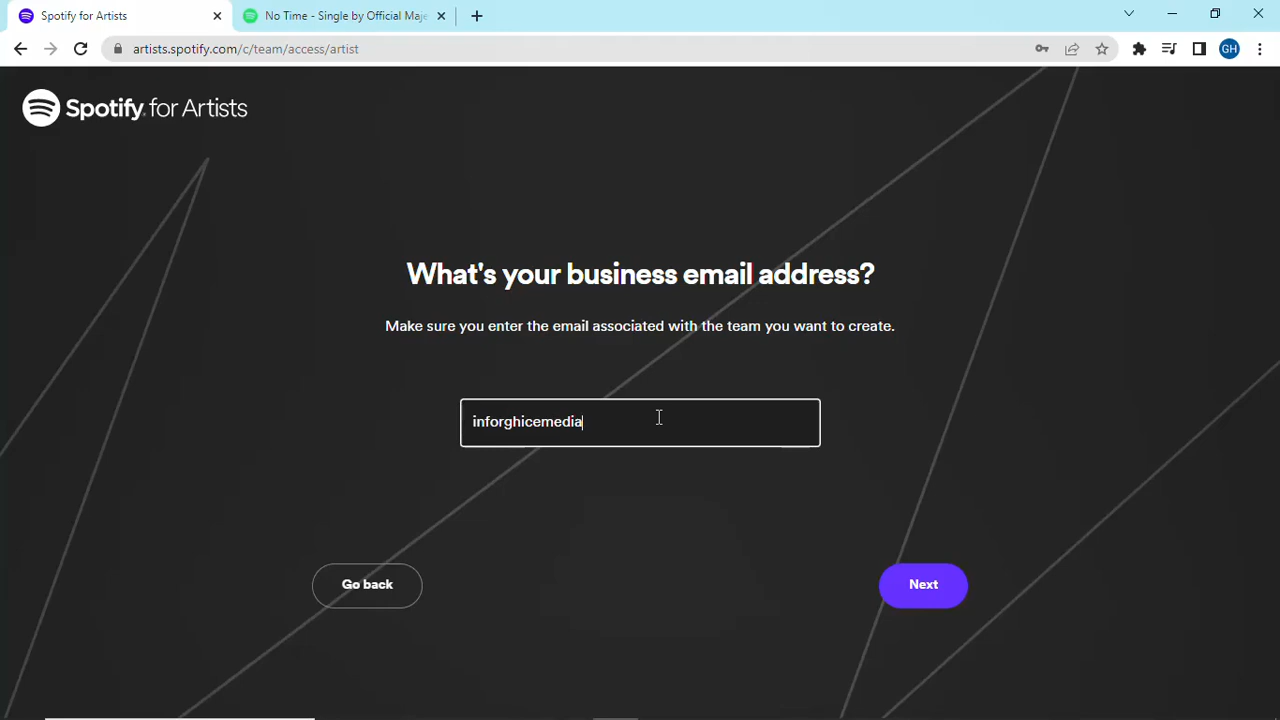 Spotify for Artists
No Time - Single by Official Maje
artists.spotify.com/c/team/access/artist
GH
Spotify for Artists
What's your business email address?
Make sure you enter the email associated with the team you want to create.
inforghicemedia
Go back
Next